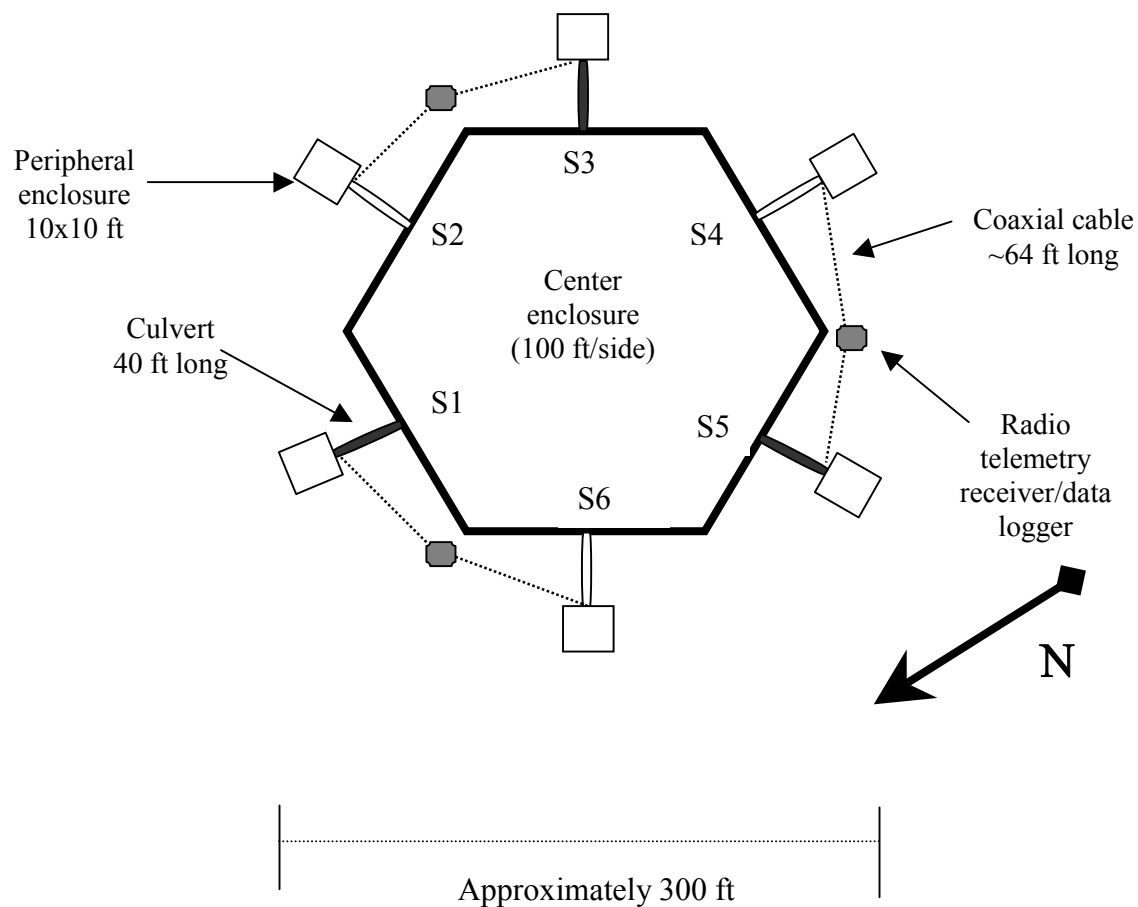 S3
Peripheral
enclosure
10x10 ft
S2
S4
Coaxial cable
~64 ft long
Center
enclosure
(100 ft/side)
Culvert
40 ft long
S1
S5
Radio
telemetry
receiver/data
logger
S6
N
Approximately 300 ft